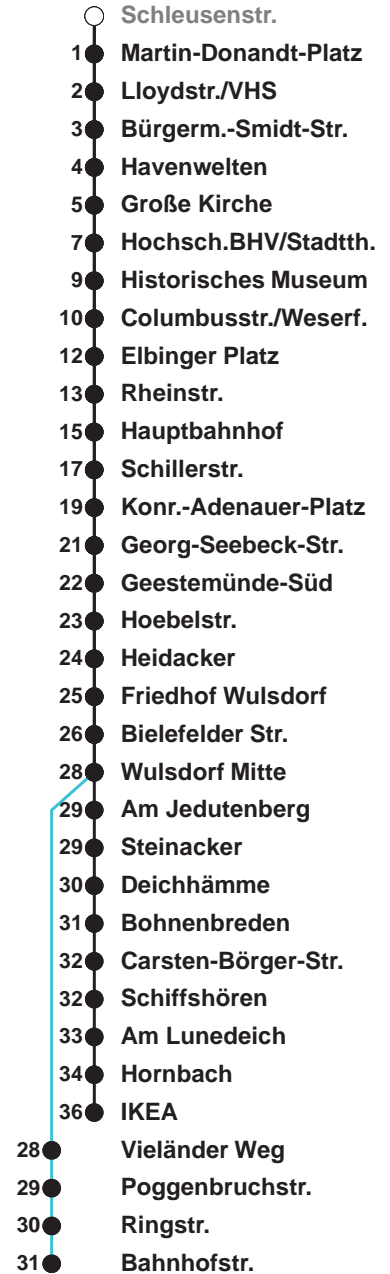 Schleusenstr.
1 Martin-Donandt-Platz
2 Lloydstr./VHS
3 Bürgerm.-Smidt-Str.
4 Havenwelten
5 Große Kirche
7 Hochsch.BHV/Stadtth.
9 Historisches Museum
10 Columbusstr./Weserf.
12 Elbinger Platz
13 Rheinstr.
15 Hauptbahnhof
17 Schillerstr.
19 Konr.-Adenauer-Platz
21 Georg-Seebeck-Str.
22 Geestemünde-Süd
23 Hoebelstr.
24 Heidacker
25 Friedhof Wulsdorf
26 Bielefelder Str.
28 Wulsdorf Mitte
29 Am Jedutenberg
29 Steinacker
30 Deichhämme
31 Bohnenbreden
32 Carsten-Börger-Str.
32 Schiffshören
33 Am Lunedeich
34 Hornbach
36 IKEA
28 Vieländer Weg
29 Poggenbruchstr.
30 Ringstr.
31 Bahnhofstr.